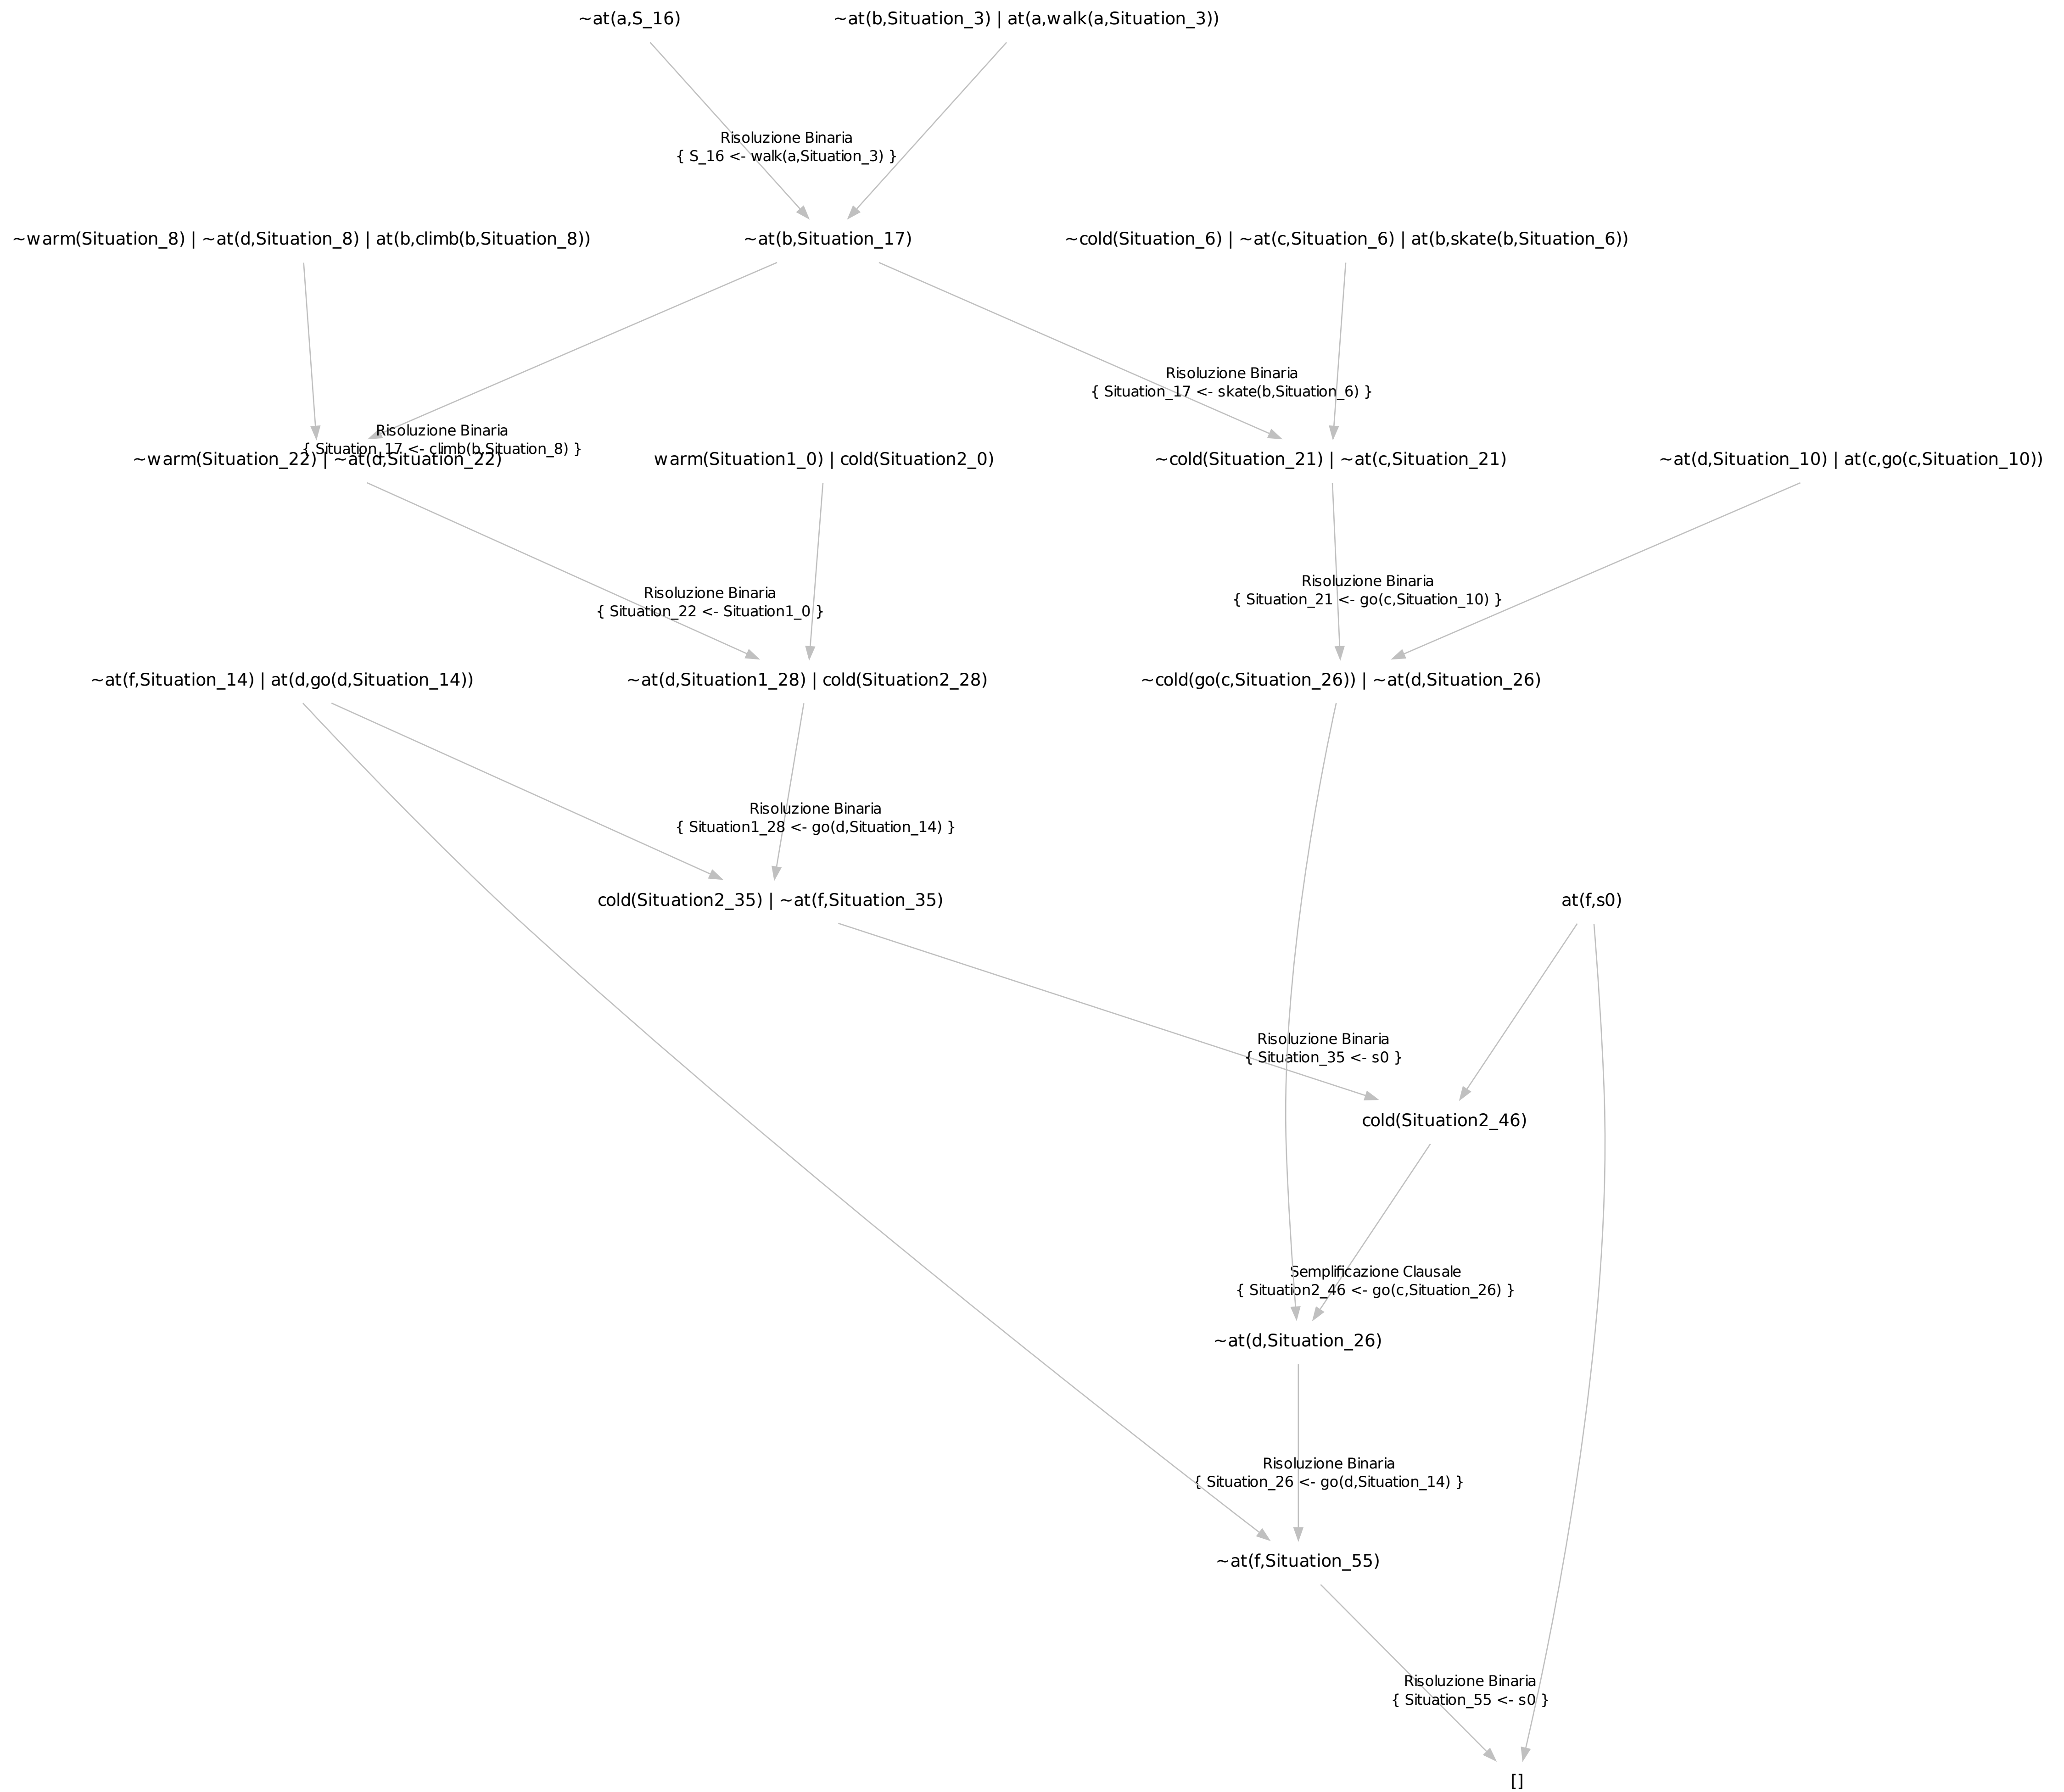 ~at(a,S_16)
~at(b,Situation_3) | at(a,walk(a,Situation_3))
Risoluzione Binaria
{ S_16 <- walk(a,Situation_3) }
~warm(Situation_8) | ~at(d,Situation_8) | at(b,climb(b,Situation_8))
~at(b,Situation_17)
~cold(Situation_6) | ~at(c,Situation_6) | at(b,skate(b,Situation_6))
Risoluzione Binaria
{ Situation_17 <- skate(b,Situation_6) }
Risoluzione Binaria
{ Situation_17 <- climb(b,Situation_8) }
~warm(Situation_22) | ~at(d,Situation_22)
warm(Situation1_0) | cold(Situation2_0)
~cold(Situation_21) | ~at(c,Situation_21)
~at(d,Situation_10) | at(c,go(c,Situation_10))
Risoluzione Binaria
{ Situation_22 <- Situation1_0 }
Risoluzione Binaria
{ Situation_21 <- go(c,Situation_10) }
~at(f,Situation_14) | at(d,go(d,Situation_14))
~at(d,Situation1_28) | cold(Situation2_28)
~cold(go(c,Situation_26)) | ~at(d,Situation_26)
Risoluzione Binaria
{ Situation1_28 <- go(d,Situation_14) }
cold(Situation2_35) | ~at(f,Situation_35)
at(f,s0)
Risoluzione Binaria
{ Situation_35 <- s0 }
cold(Situation2_46)
Semplificazione Clausale
{ Situation2_46 <- go(c,Situation_26) }
~at(d,Situation_26)
Risoluzione Binaria
{ Situation_26 <- go(d,Situation_14) }
~at(f,Situation_55)
Risoluzione Binaria
{ Situation_55 <- s0 }
[]